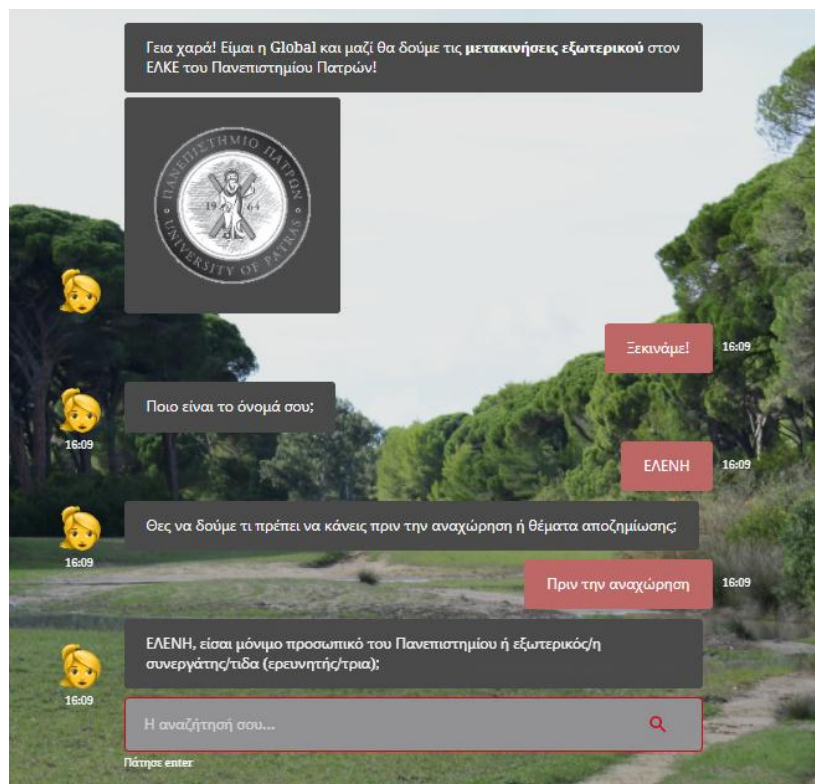 Γεια χαρά! Είμαι η Global και μαζί θα δούμε τις μετακινήσεις εξωτερικού στον
ΕΛΚΕ του Πανεπιστημίου Πατρών!
ΠΑΝΕΠΙΣΤΗΜΙΟ ΠΑΤΡΩΝ
1964
UNIVERSITY OF PATRAS
Ξεκινάμε!
16:09
Ποιο είναι το όνομά σου;
16:09
ΕΛΕΝΗ
16:09
Θες να δούμε τι πρέπει να κάνεις πριν την αναχώρηση ή θέματα αποζημίωσης;
16:09
Πριν την αναχώρηση
16:09
ΕΛΕΝΗ, είσαι μόνιμο προσωπικό του Πανεπιστημίου ή εξωτερικός/η
συνεργάτης/τιδα (ερευνητής/τρια);
16:09
Η αναζήτησή σου...
Πάτησε enter